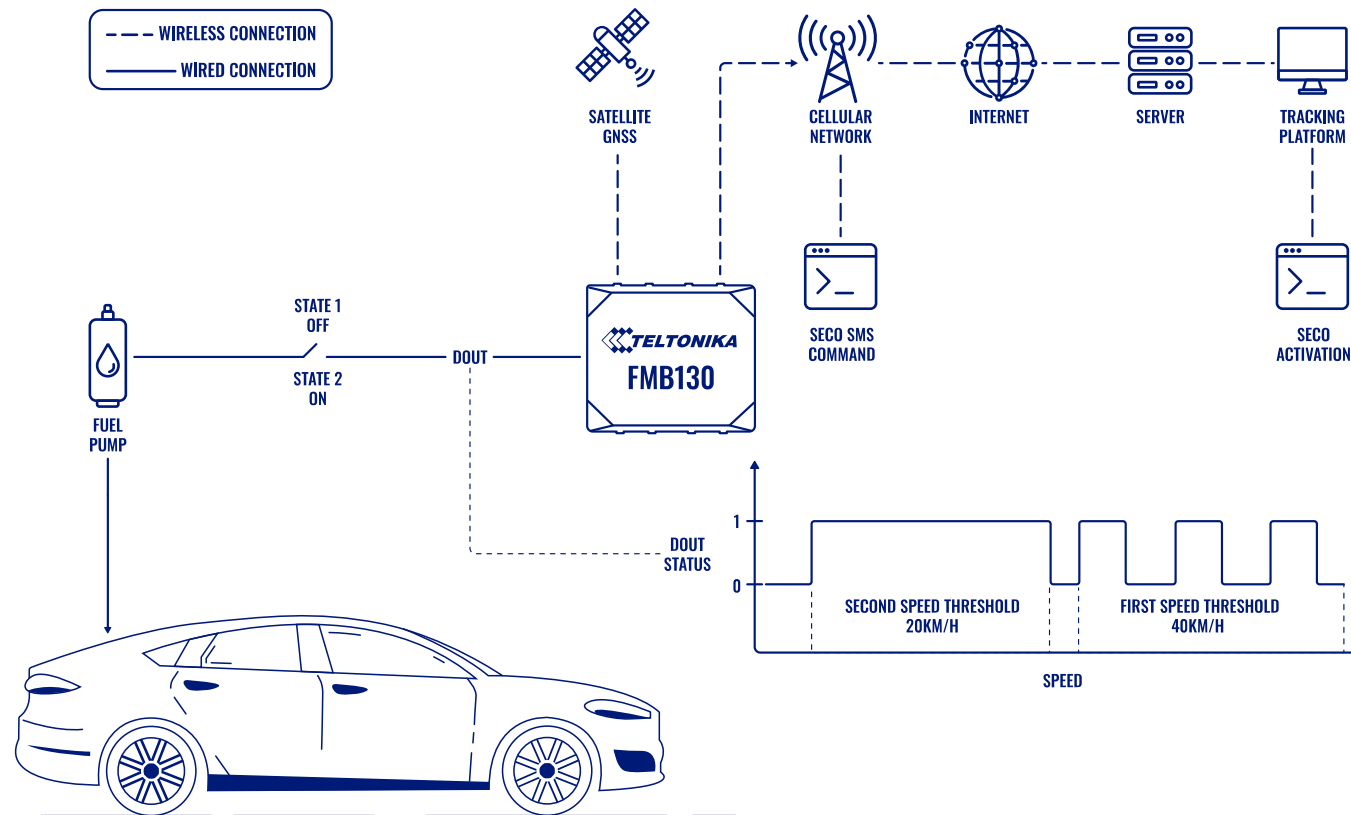 WIRELESS CONNECTION
WIRED CONNECTION
SATELLITE
GNSS
CELLULAR
NETWORK
INTERNET
SERVER
TRACKING
PLATFORM
SECO SMS
COMMAND
SECO
ACTIVATION
STATE 1
OFF
STATE 2
ON
DOUT
TELTONIKA
FMB130
FUEL
PUMP
DOUT
STATUS
1
0
SECOND SPEED THRESHOLD
20KM/H
FIRST SPEED THRESHOLD
40KM/H
SPEED